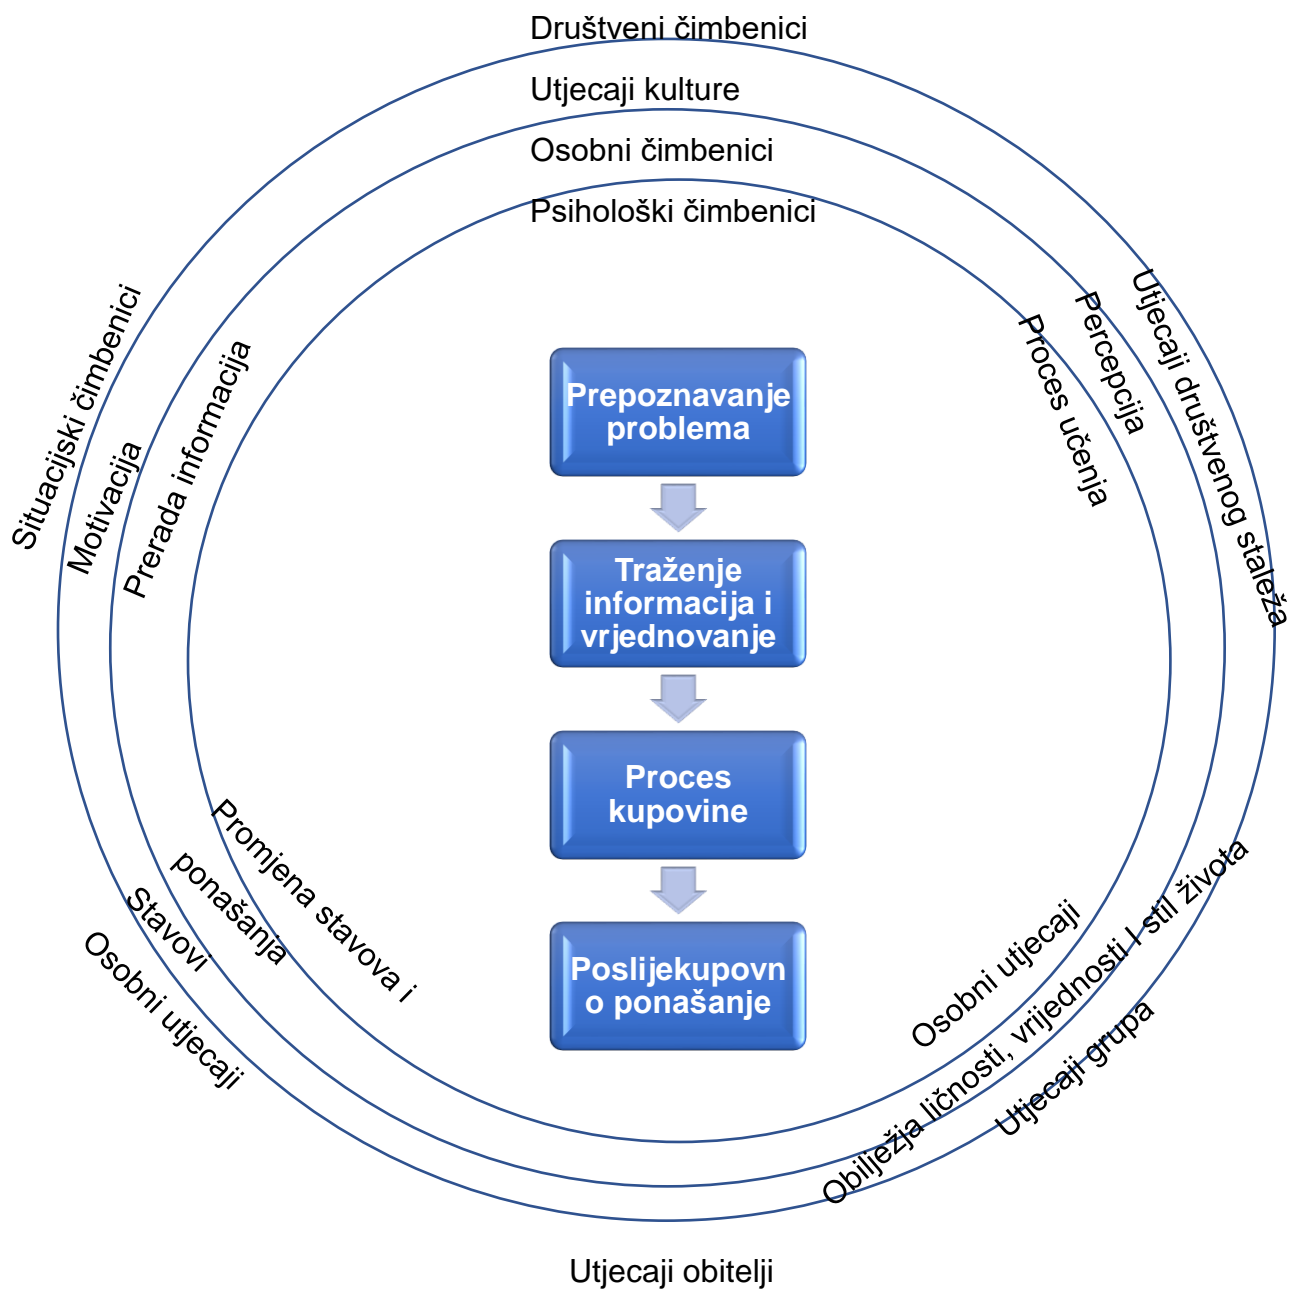 Društveni čimbenici
Utjecaji kulture
Osobni čimbenici
Psihološki čimbenici
Situacijski čimbenici
Motivacija
Prerada informacija
Proces učenja
Percepcija
Utjecaji društvenog staleža
Prepoznavanje
problema
Traženje
informacija i
vrjednovanje
Proces
kupovine
Poslijekupovn
o ponašanje
Promjena stavova i
ponašanja
Stavovi
Osobni utjecaji
Osobni utjecaji
Obilježja ličnosti, vrijednosti I stil života
Utjecaji grupa
Utjecaji obitelji